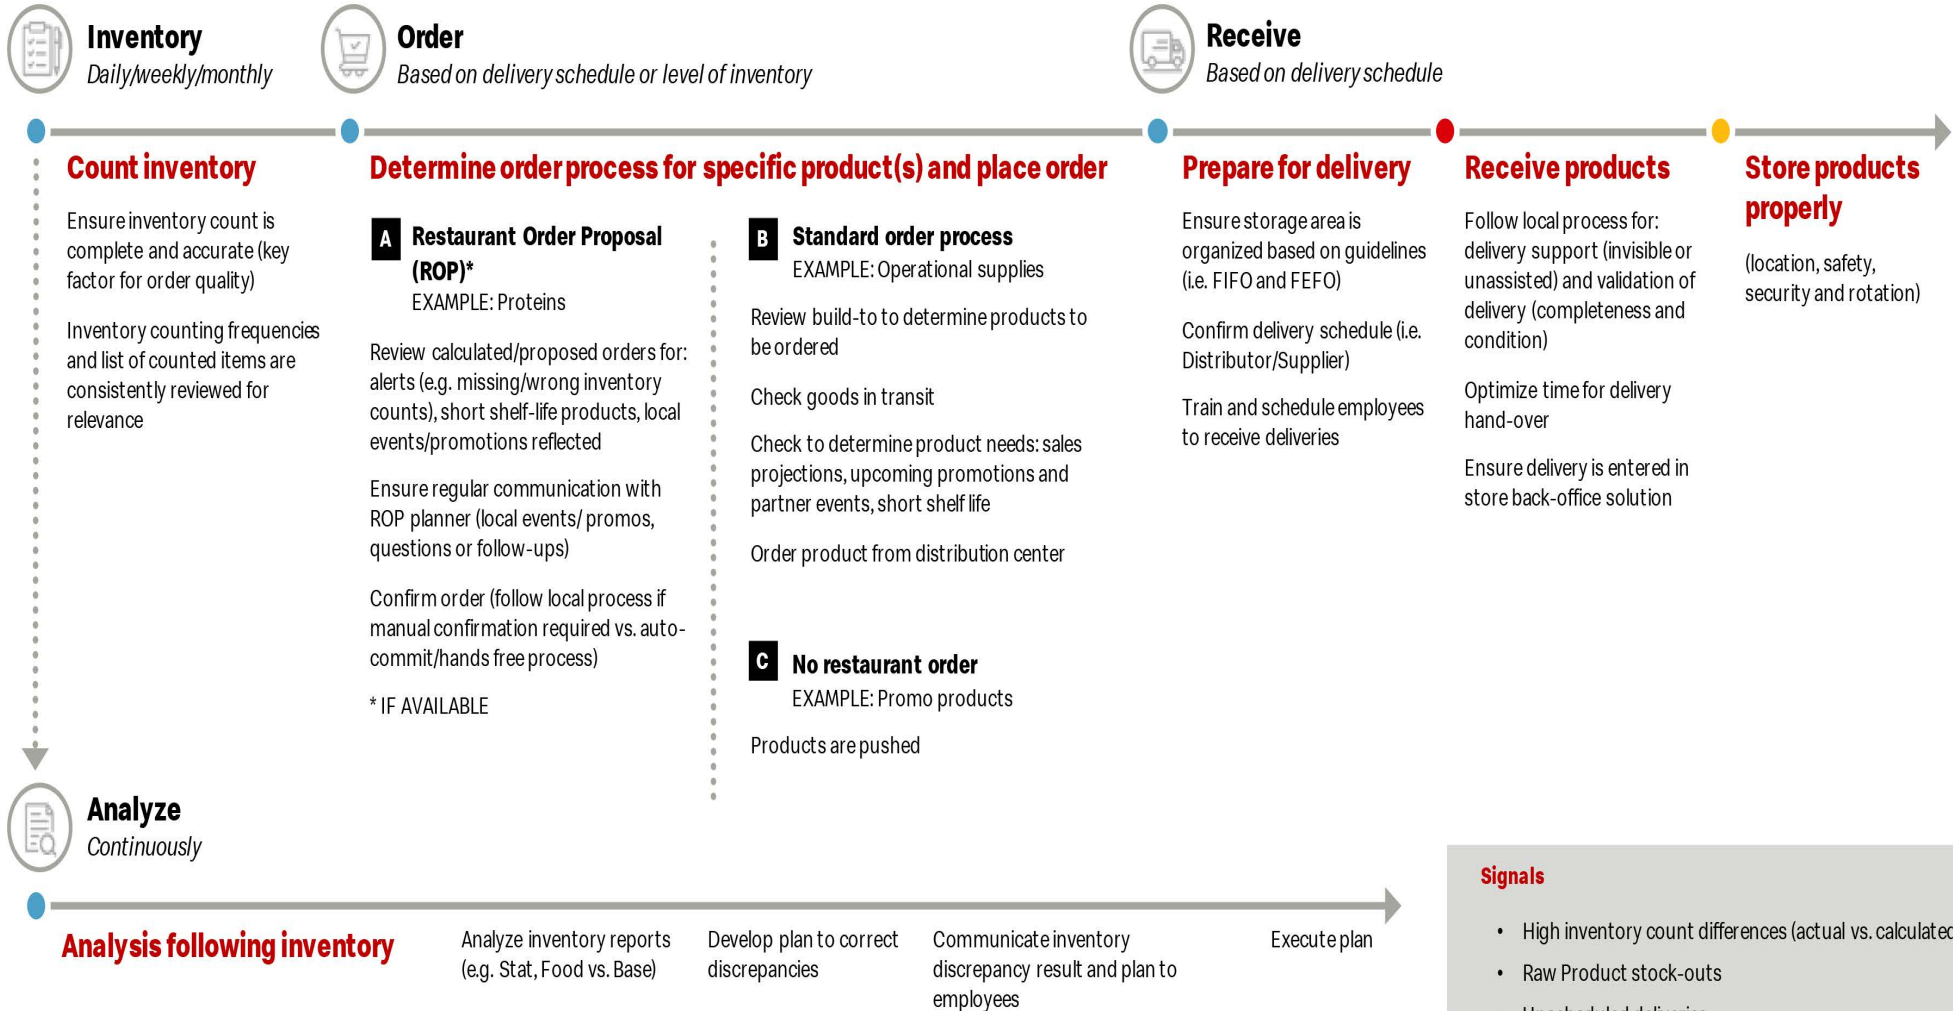 Inventory
Daily/weekly/monthly
Order
Based on delivery schedule or level of inventory
Receive
Based on delivery schedule
Count inventory
Ensure inventory count is
complete and accurate (key
factor for order quality)
Inventory counting frequencies
and list of counted items are
consistently reviewed for
relevance
Determine order process for specific product(s) and place order
A Restaurant Order Proposal
(ROP)*
EXAMPLE: Proteins
Review calculated/proposed orders for:
alerts (e.g. missing/wrong inventory
counts), short shelf-life products, local
events/promotions reflected
Ensure regular communication with
ROP planner (local events/ promos,
questions or follow-ups)
Confirm order (follow local process if
manual confirmation required vs. auto-
commit/hands free process)
* IF AVAILABLE
B Standard order process
EXAMPLE: Operational supplies
Review build-to to determine products to
be ordered
Check goods in transit
Check to determine product needs: sales
projections, upcoming promotions and
partner events, short shelf life
Order product from distribution center
C No restaurant order
EXAMPLE: Promo products
Products are pushed
Prepare for delivery
Ensure storage area is
organized based on guidelines
(i.e. FIFO and FEFO)
Confirm delivery schedule (i.e.
Distributor/Supplier)
Train and schedule employees
to receive deliveries
Receive products
Follow local process for:
delivery support (invisible or
unassisted) and validation of
delivery (completeness and
condition)
Optimize time for delivery
hand-over
Ensure delivery is entered in
store back-office solution
Store products
properly
(location, safety,
security and rotation)
Analyze
Continuously
Analysis following inventory
Analyze inventory reports
(e.g. Stat, Food vs. Base)
Develop plan to correct
discrepancies
Communicate inventory
discrepancy result and plan to
employees
Execute plan
Signals
• High inventory count differences (actual vs. calculated
• Raw Product stock-outs